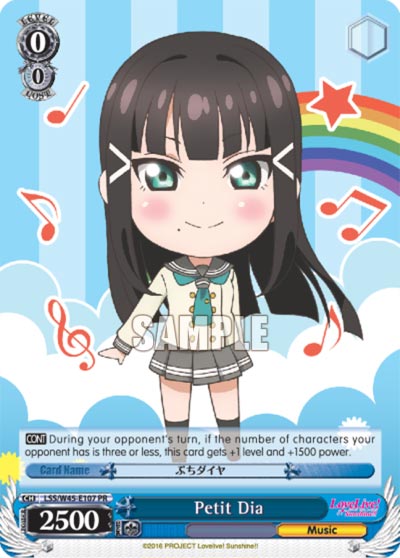 LEVEL
0
0
COST
SAMPLE
CONT During your opponent's turn, if the number of characters your
opponent has is three or less, this card gets +1 level and +1500 power.
Card Name
ぷちダイヤ
CH LSS/W45-E107 PR
2500
Petit Dia
LoveLive!
Sunshine!!
Music
©2016 PROJECT Lovelive! Sunshine!!